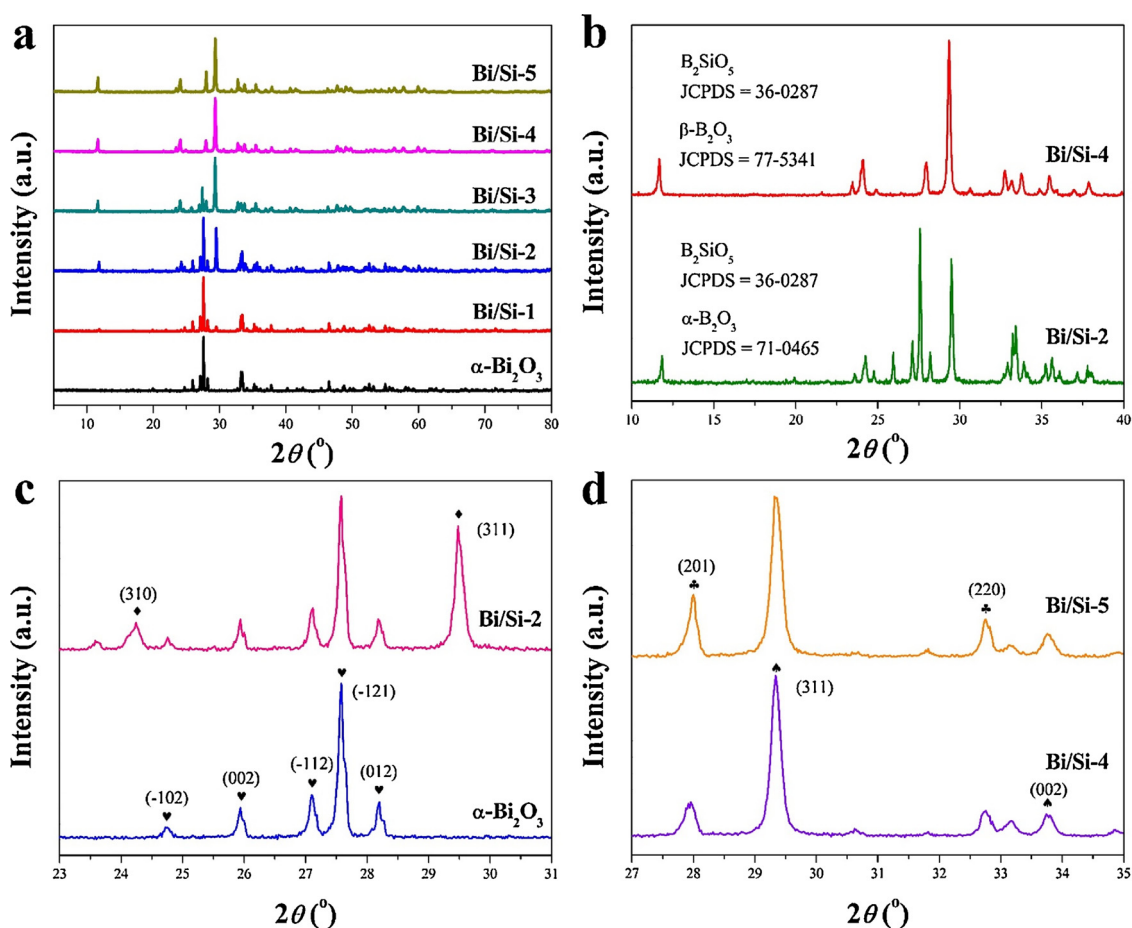 a
Intensity (a.u.)
Bi/Si-5
Bi/Si-4
Bi/Si-3
Bi/Si-2
Bi/Si-1
α-Bi₂O₃
10 20 30 40 50 60 70 80
2θ (°)
b
Intensity (a.u.)
B₂SiO₅
JCPDS = 36-0287
β-B₂O₃
JCPDS = 77-5341
Bi/Si-4
B₂SiO₅
JCPDS = 36-0287
α-B₂O₃
JCPDS = 71-0465
Bi/Si-2
10 15 20 25 30 35 40
2θ (°)
c
Intensity (a.u.)
(311)
(310)
Bi/Si-2
(-121)
(-112)
(012)
(002)
(-102)
α-Bi₂O₃
23 24 25 26 27 28 29 30 31
2θ (°)
d
Intensity (a.u.)
(201)
(220)
Bi/Si-5
(311)
Bi/Si-4
(002)
27 28 29 30 31 32 33 34 35
2θ (°)